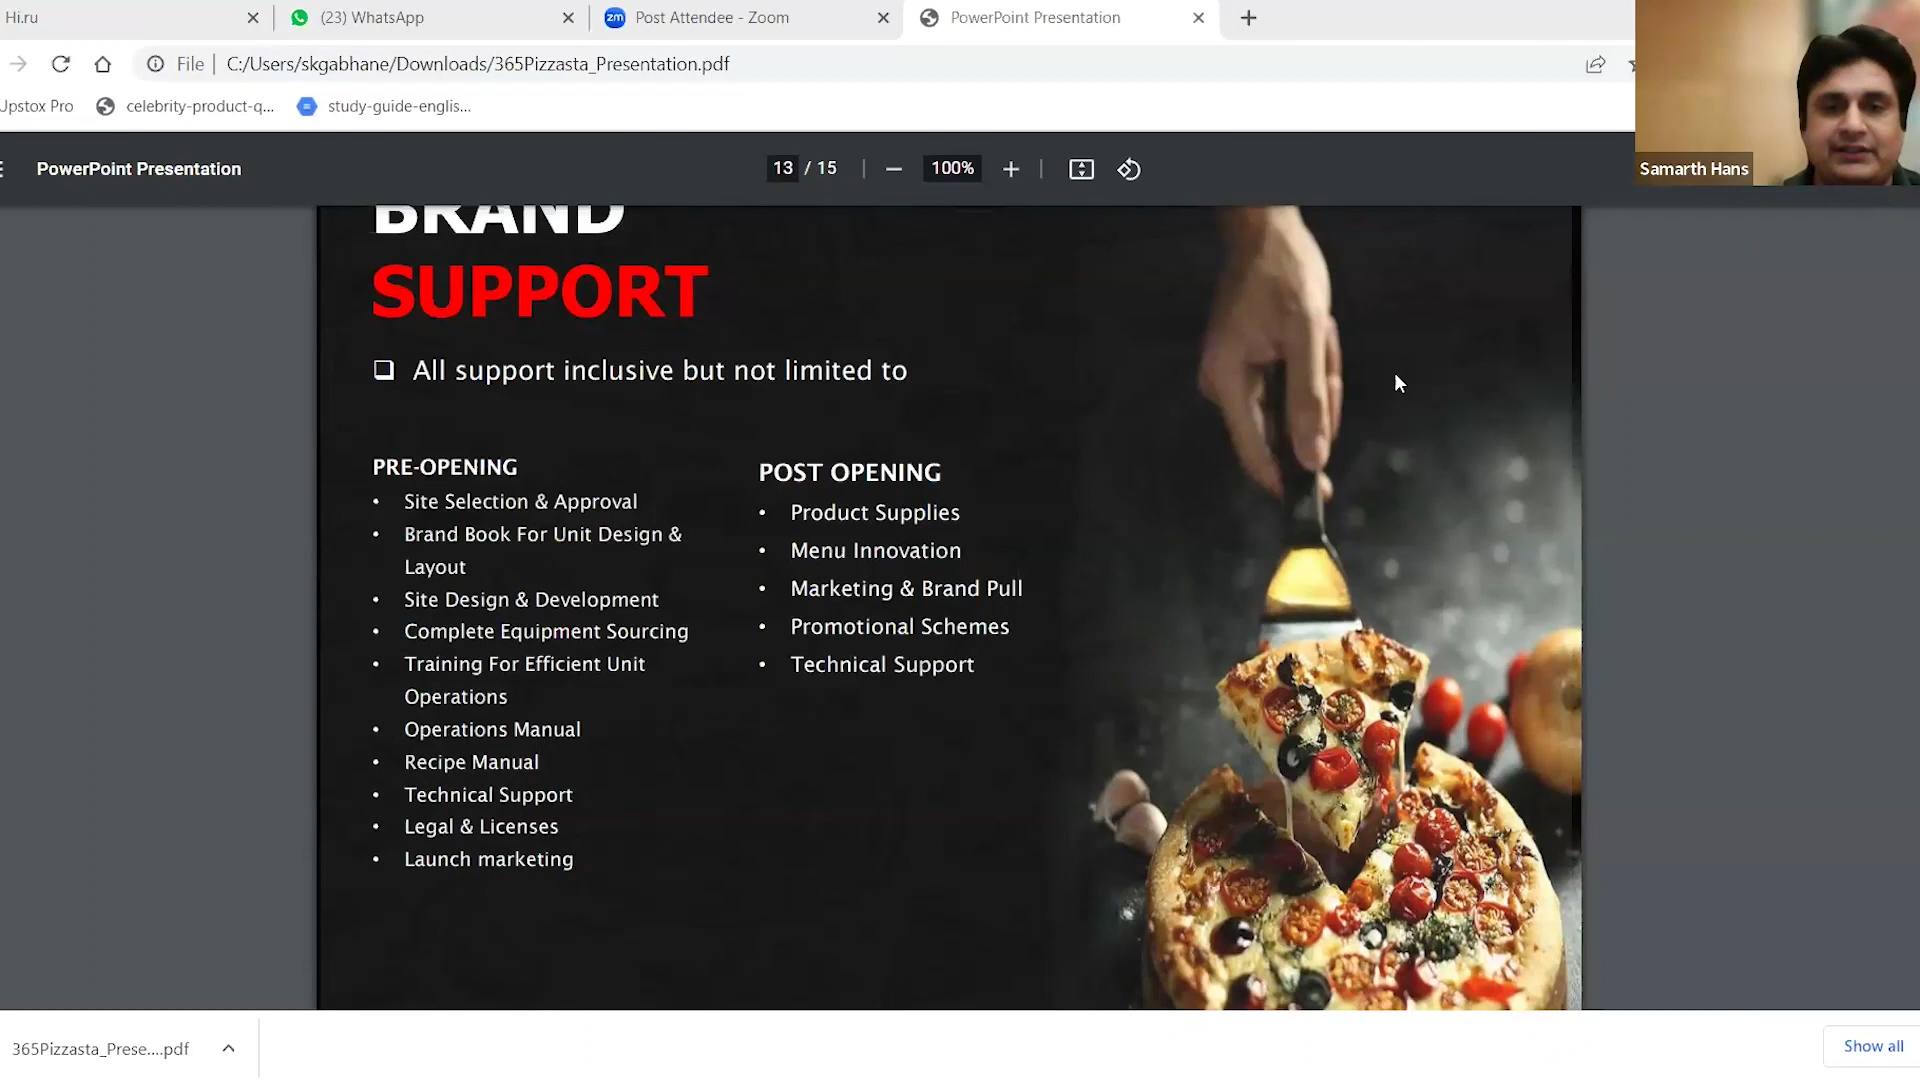 Hi.ru
(23) WhatsApp
Post Attendee - Zoom
PowerPoint Presentation
File
C:/Users/skgabhane/Downloads/365Pizzasta_Presentation.pdf
Upstox Pro
celebrity-product-q...
study-guide-englis...
Samarth Hans
PowerPoint Presentation
13 / 15
100%
BRAND
SUPPORT
All support inclusive but not limited to
PRE-OPENING
• Site Selection & Approval
• Brand Book For Unit Design &
Layout
• Site Design & Development
• Complete Equipment Sourcing
• Training For Efficient Unit
Operations
• Operations Manual
• Recipe Manual
• Technical Support
• Legal & Licenses
• Launch marketing
POST OPENING
• Product Supplies
• Menu Innovation
• Marketing & Brand Pull
• Promotional Schemes
• Technical Support
365Pizzasta_Prese....pdf
Show all